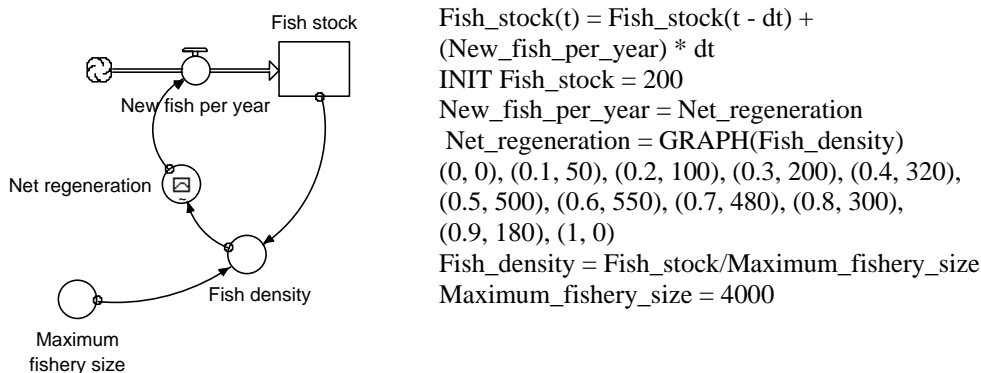 Fish stock
New fish per year
Net regeneration
~
Fish density
Maximum
fishery size
Fish_stock(t) = Fish_stock(t - dt) +
(New_fish_per_year) * dt
INIT Fish_stock = 200
New_fish_per_year = Net_regeneration
Net_regeneration = GRAPH(Fish_density)
(0, 0), (0.1, 50), (0.2, 100), (0.3, 200), (0.4, 320),
(0.5, 500), (0.6, 550), (0.7, 480), (0.8, 300),
(0.9, 180), (1, 0)
Fish_density = Fish_stock/Maximum_fishery_size
Maximum_fishery_size = 4000